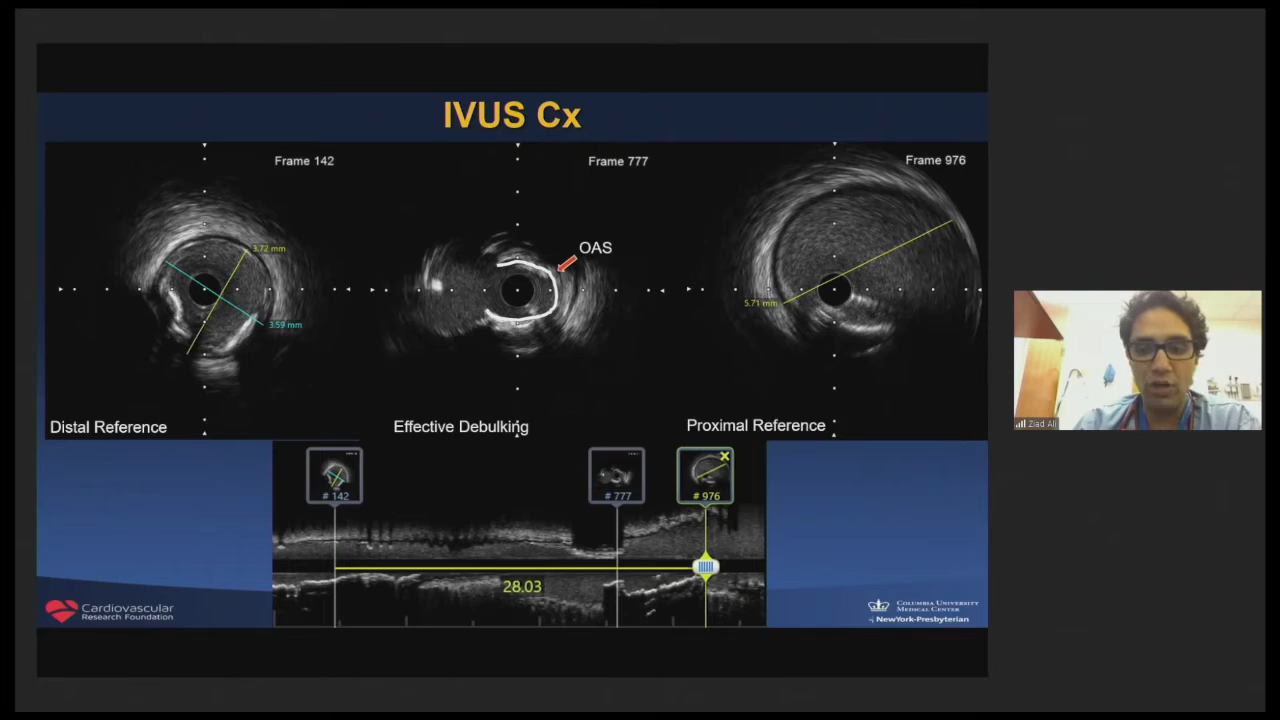 IVUS Cx
Frame 142
Frame 777
Frame 976
3.72 mm
3.59 mm
OAS
5.71 mm
Distal Reference
Effective Debulking
Proximal Reference
# 142
# 777
# 976
28.03
Cardiovascular
Research Foundation
COLUMBIA UNIVERSITY
MEDICAL CENTER
NewYork-Presbyterian
Ziad Ali